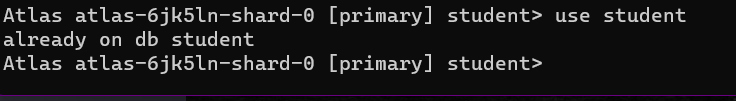 Atlas atlas-6jk5ln-shard-0 [primary] student> use student
already on db student
Atlas atlas-6jk5ln-shard-0 [primary] student>